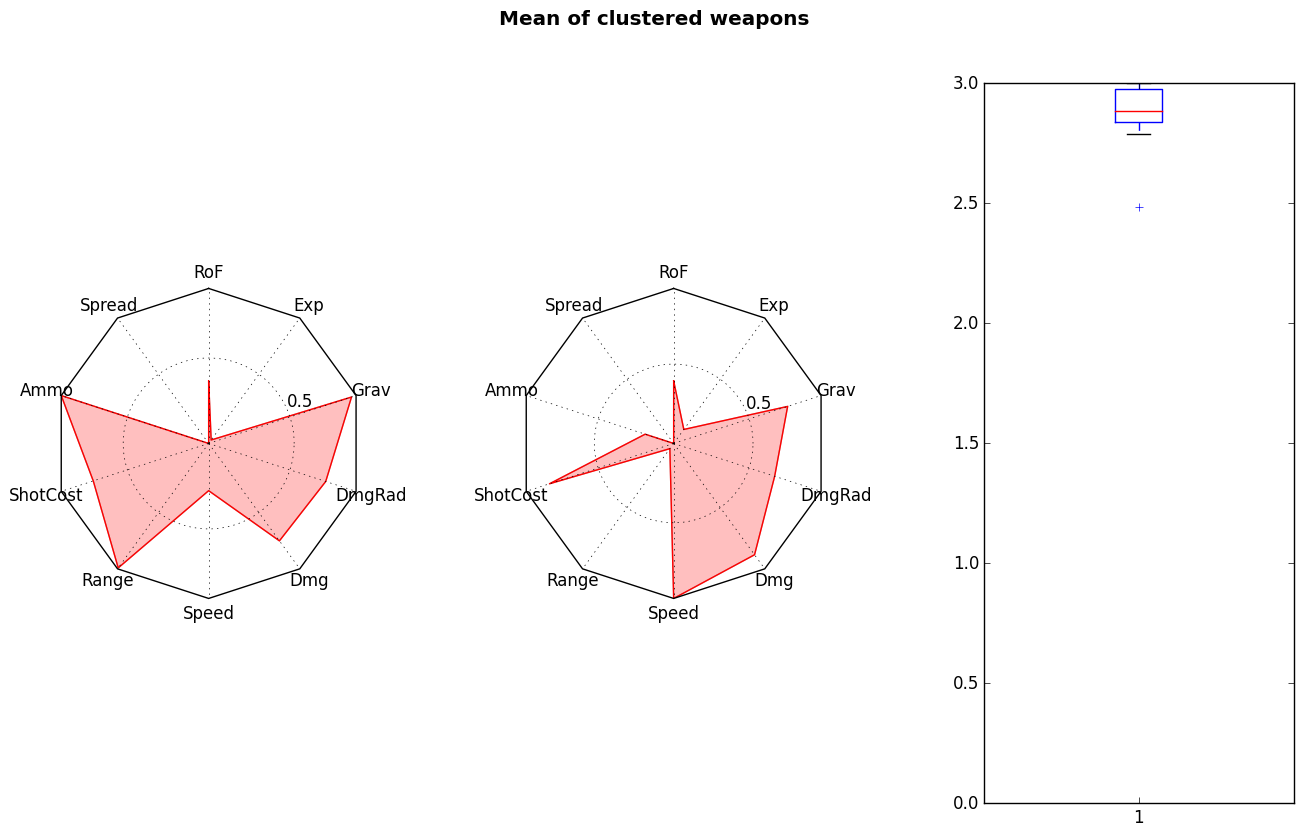 Mean of clustered weapons
RoF
Exp
Grav
DmgRad
Dmg
Speed
Range
ShotCost
Ammo
Spread
0.5
RoF
Exp
Grav
DmgRad
Dmg
Speed
Range
ShotCost
Ammo
Spread
0.5
3.0
2.5
2.0
1.5
1.0
0.5
0.0
1